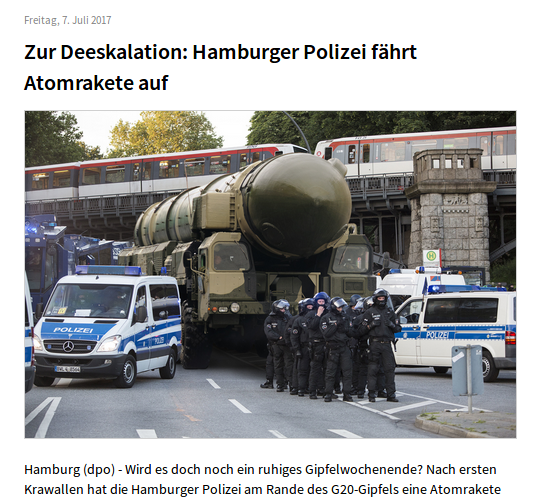 Freitag, 7. Juli 2017
Zur Deeskalation: Hamburger Polizei fährt
Atomrakete auf
POLIZEI
POLIZEI
Hamburg (dpo) - Wird es doch noch ein ruhiges Gipfelwochenende? Nach ersten
Krawallen hat die Hamburger Polizei am Rande des G20-Gipfels eine Atomrakete